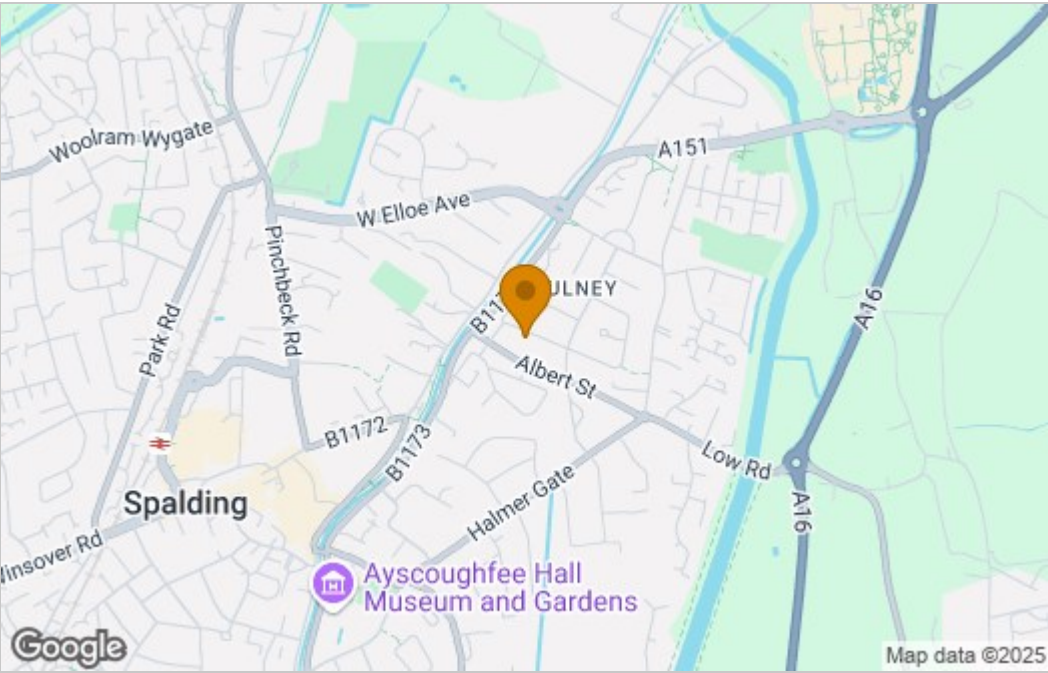 Woolram Wygate
A151
W Elloe Ave
Pinchbeck Rd
ULNEY
B117
A16
Park Rd
Albert St
B1172
B1173
Low Rd
Spalding
Halmer Gate
A16
Winsover Rd
Ayscoughfee Hall
Museum and Gardens
Google
Map data ©2025